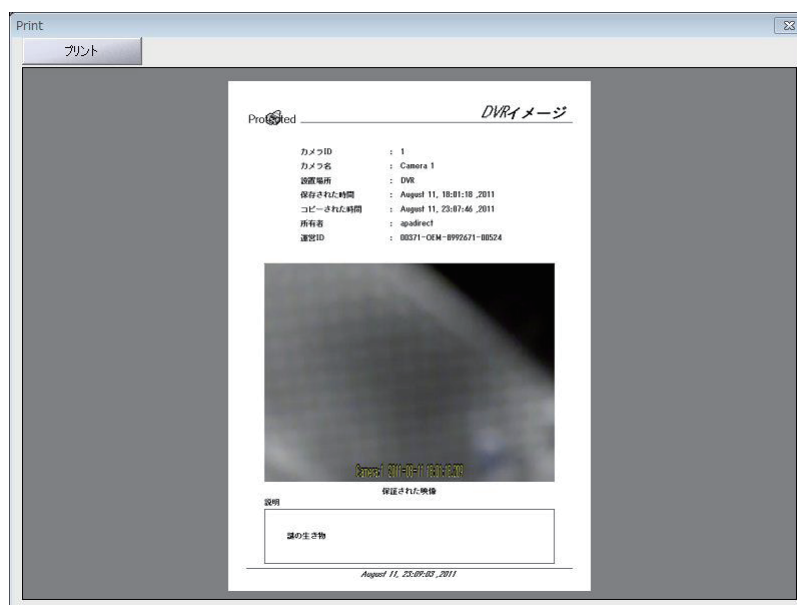 Print
プリント
Protected
DVRイメージ
カメラID : 1
カメラ名 : Camera 1
設置場所 : DVR
保存された時間 : August 11, 18:01:18 ,2011
コピーされた時間 : August 11, 23:07:46 ,2011
所有者 : apadirect
運営ID : 00371-OEM-8992671-00524
保証された映像
説明
謎の生き物
August 11, 23:09:03 ,2011